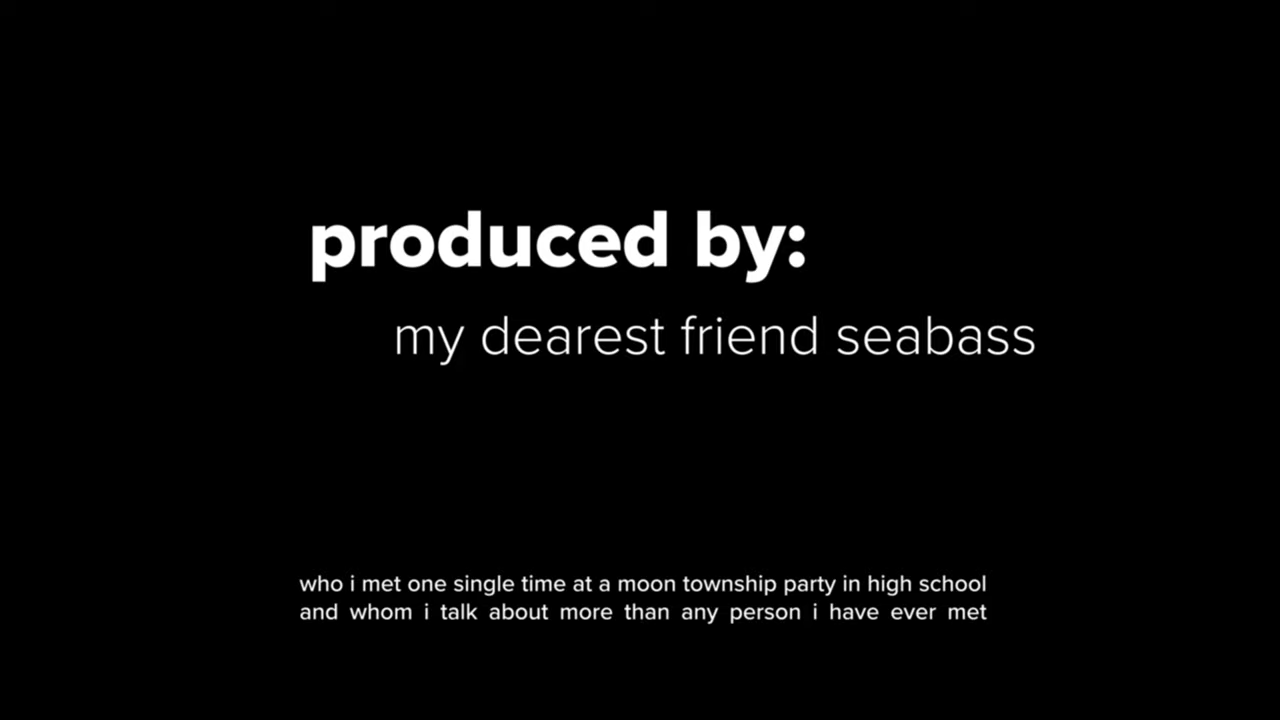 produced by:
my dearest friend seabass
who i met one single time at a moon township party in high school
and whom i talk about more than any person i have ever met